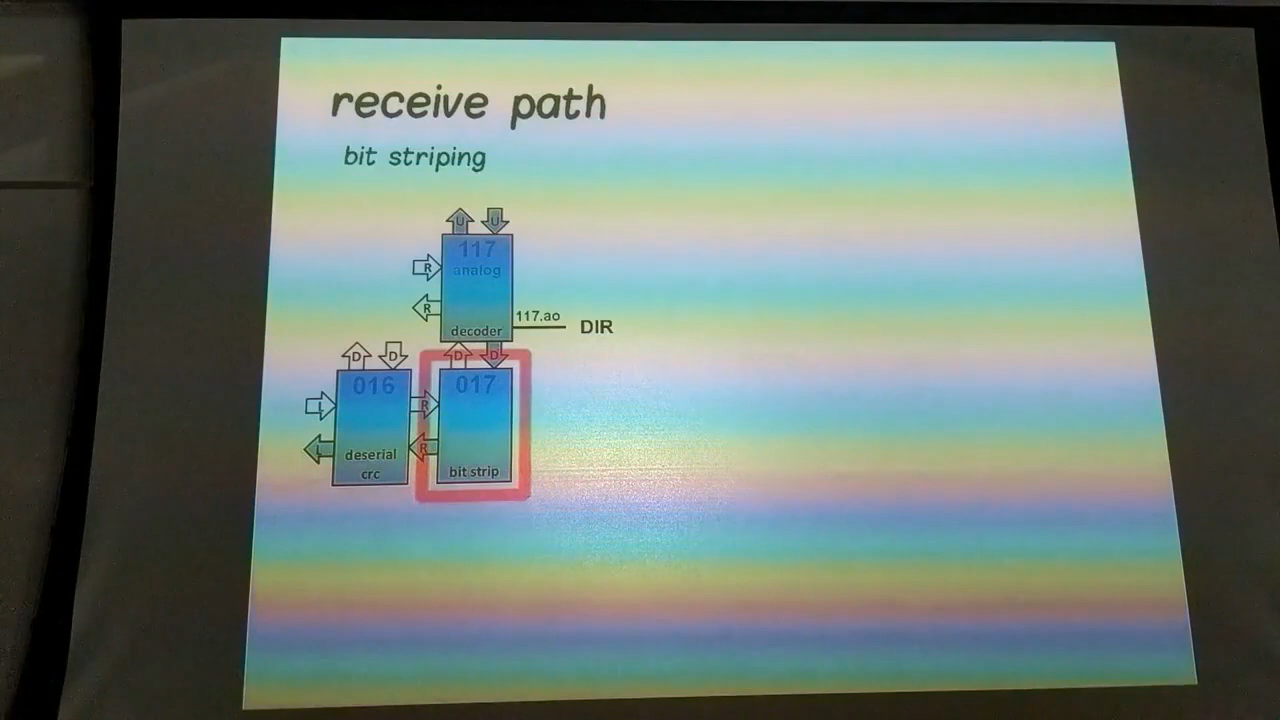 receive path
bit striping
U U
117
analog
R
R
decoder
117.ao
DIR
D D D D
016 017
R
R
deserial
crc
bit strip